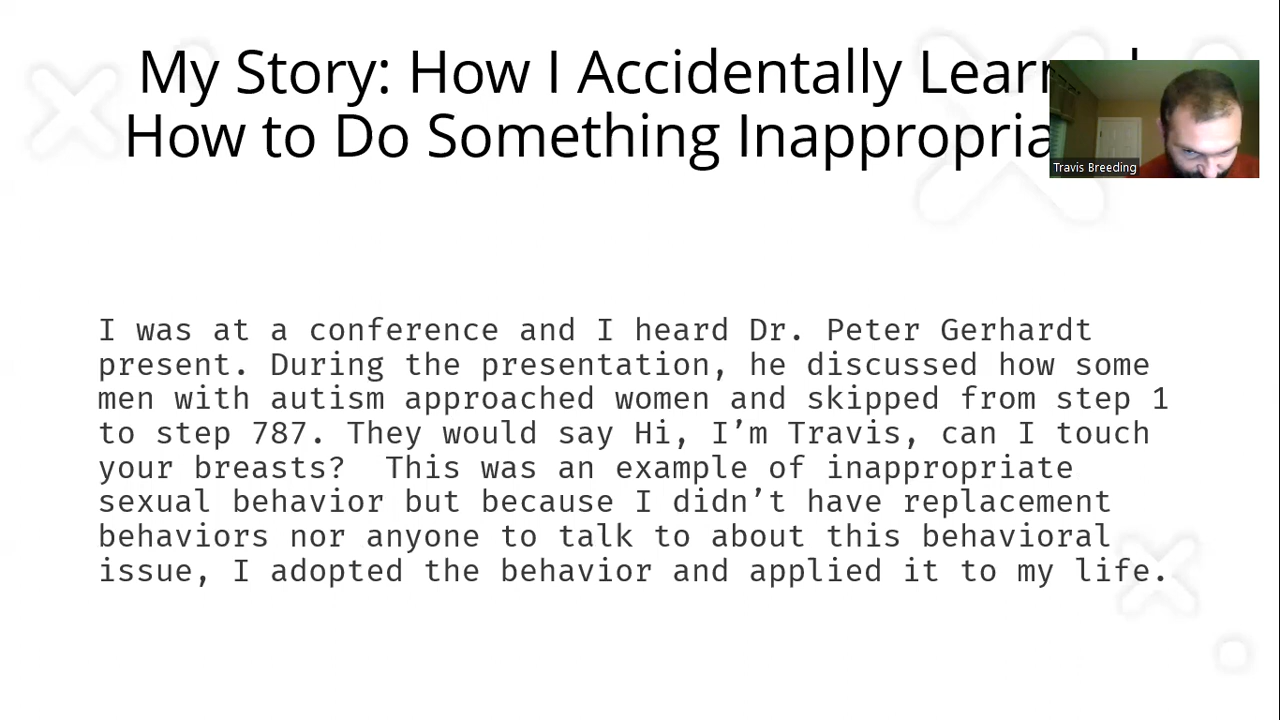 My Story: How I Accidentally
How to Do Something
Travis Breeding
I was at a conference and I heard Dr. Peter Gerhardt
present. During the presentation, he discussed how some
men with autism approached women and skipped from step 1
to step 787. They would say Hi, I’m Travis, can I touch
your breasts?  This was an example of inappropriate
sexual behavior but because I didn’t have replacement
behaviors nor anyone to talk to about this behavioral
issue, I adopted the behavior and applied it to my life.